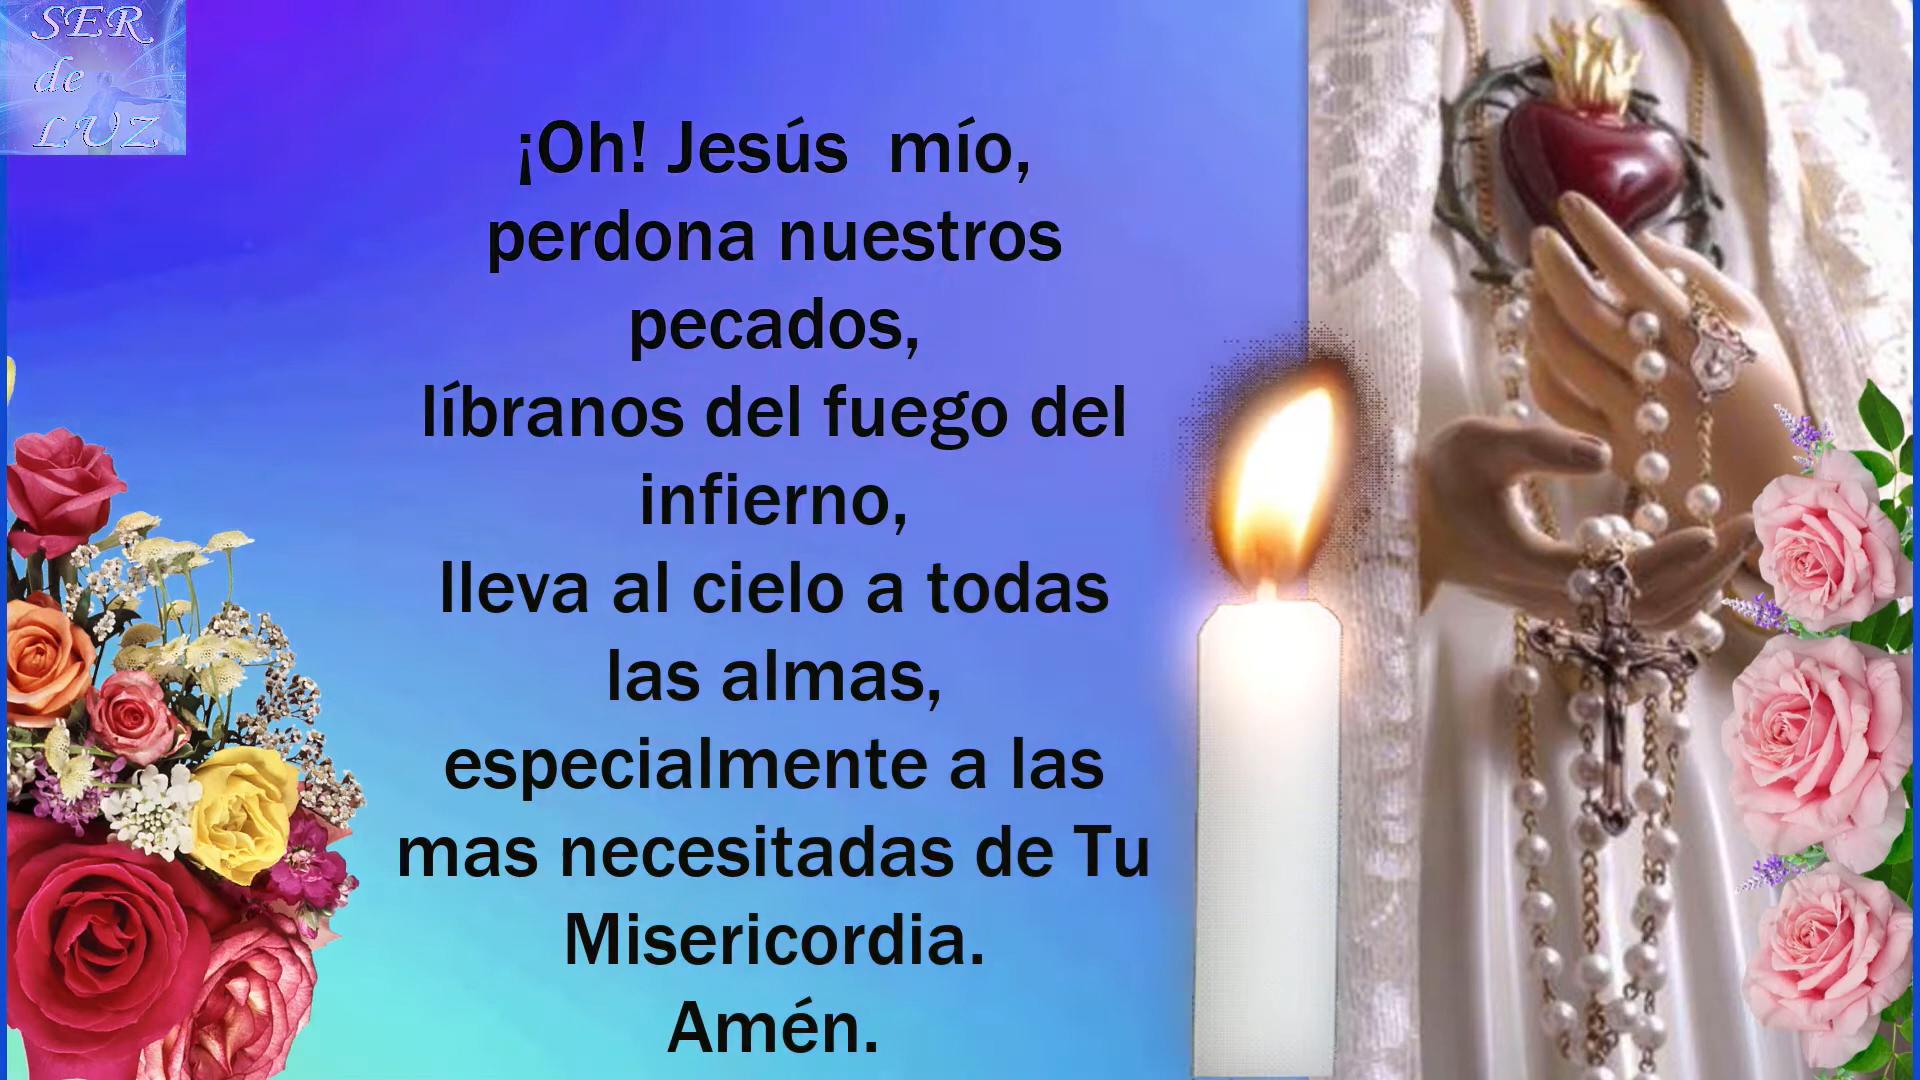 SER
de
LUZ
¡Oh! Jesús  mío,
perdona nuestros
pecados,
líbranos del fuego del
infierno,
lleva al cielo a todas
las almas,
especialmente a las
mas necesitadas de Tu
Misericordia.
Amén.